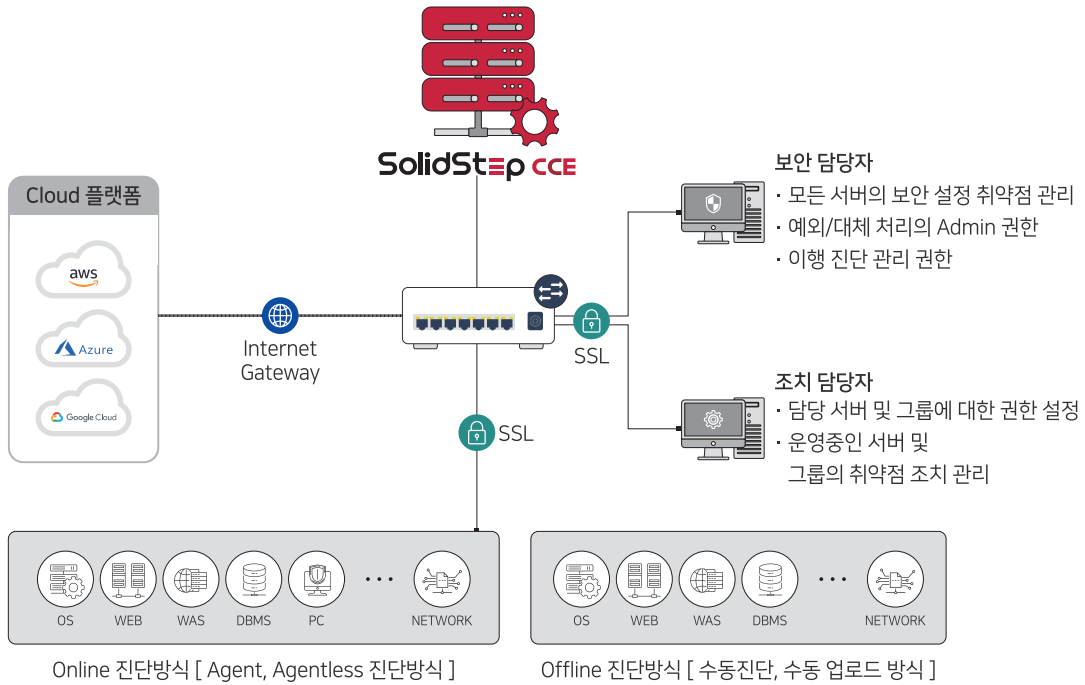 SolidStep CCE
Cloud 플랫폼
aws
Azure
Google Cloud
Internet
Gateway
SSL
SSL
보안 담당자
· 모든 서버의 보안 설정 취약점 관리
· 예외/대체 처리의 Admin 권한
· 이행 진단 관리 권한
조치 담당자
· 담당 서버 및 그룹에 대한 권한 설정
· 운영중인 서버 및
그룹의 취약점 조치 관리
OS WEB WAS DBMS PC ··· NETWORK
Online 진단방식 [ Agent, Agentless 진단방식 ]
OS WEB WAS DBMS ··· NETWORK
Offline 진단방식 [ 수동진단, 수동 업로드 방식 ]